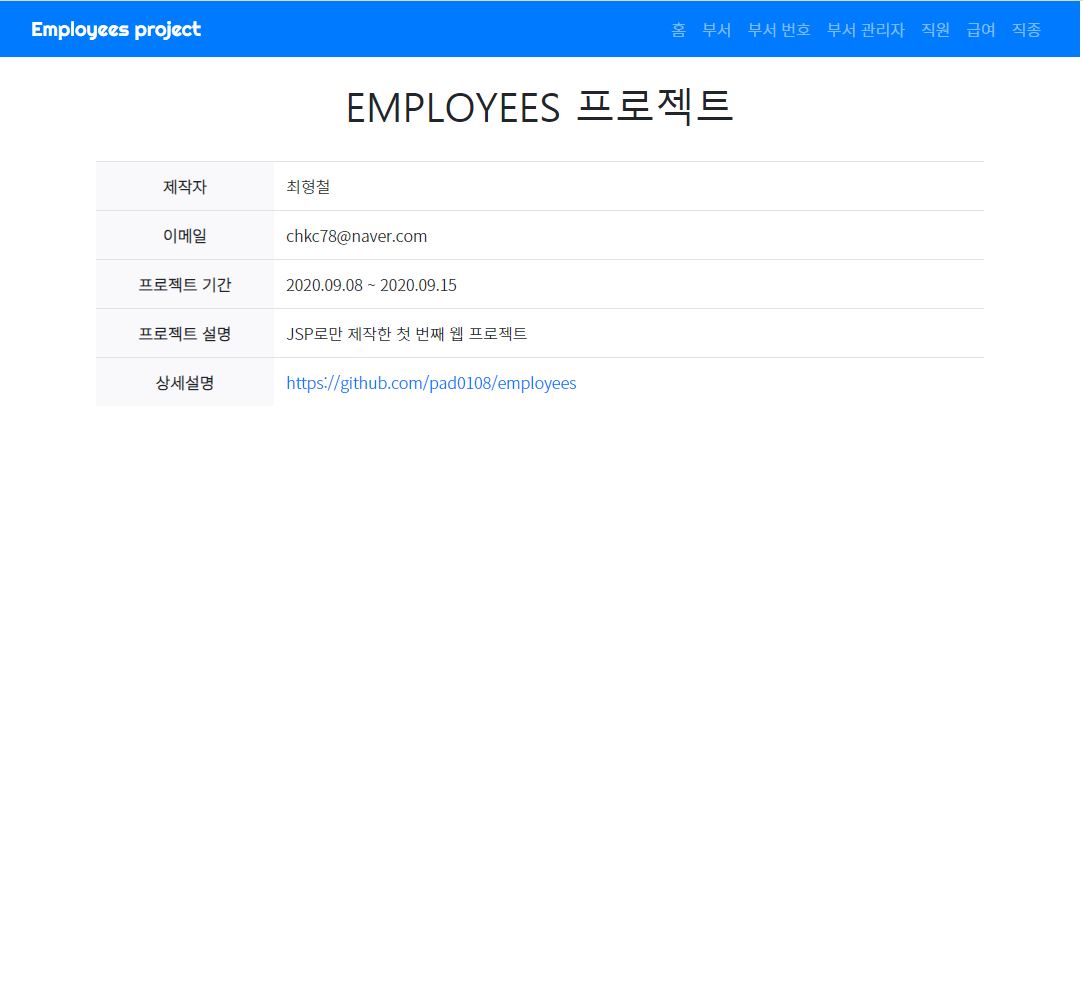 Employees project 홈 부서 부서 번호 부서 관리자 직원 급여 직종
EMPLOYEES 프로젝트
제작자 최형철
이메일 chkc78@naver.com
프로젝트 기간 2020.09.08 ~ 2020.09.15
프로젝트 설명 JSP로만 제작한 첫 번째 웹 프로젝트
상세설명 https://github.com/pad0108/employees